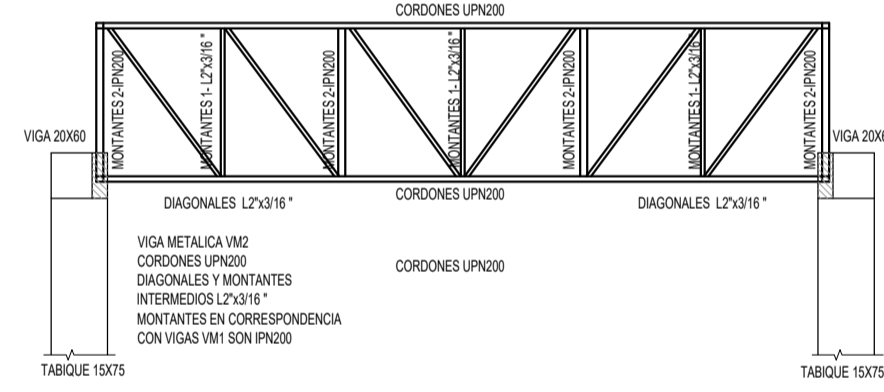 CORDONES UPN200
MONTANTES 2-IPN200
MONTANTES 1- L2"x3/16 "
MONTANTES 2-IPN200
MONTANTES 1- L2"x3/16 "
MONTANTES 2-IPN200
MONTANTES 1- L2"x3/16 "
MONTANTES 2-IPN200
VIGA 20X60
VIGA 20X6
DIAGONALES L2"x3/16 "
CORDONES UPN200
DIAGONALES L2"x3/16 "
VIGA METALICA VM2
CORDONES UPN200
DIAGONALES Y MONTANTES
INTERMEDIOS L2"x3/16 "
MONTANTES EN CORRESPONDENCIA
CON VIGAS VM1 SON IPN200
CORDONES UPN200
TABIQUE 15X75
TABIQUE 15X75